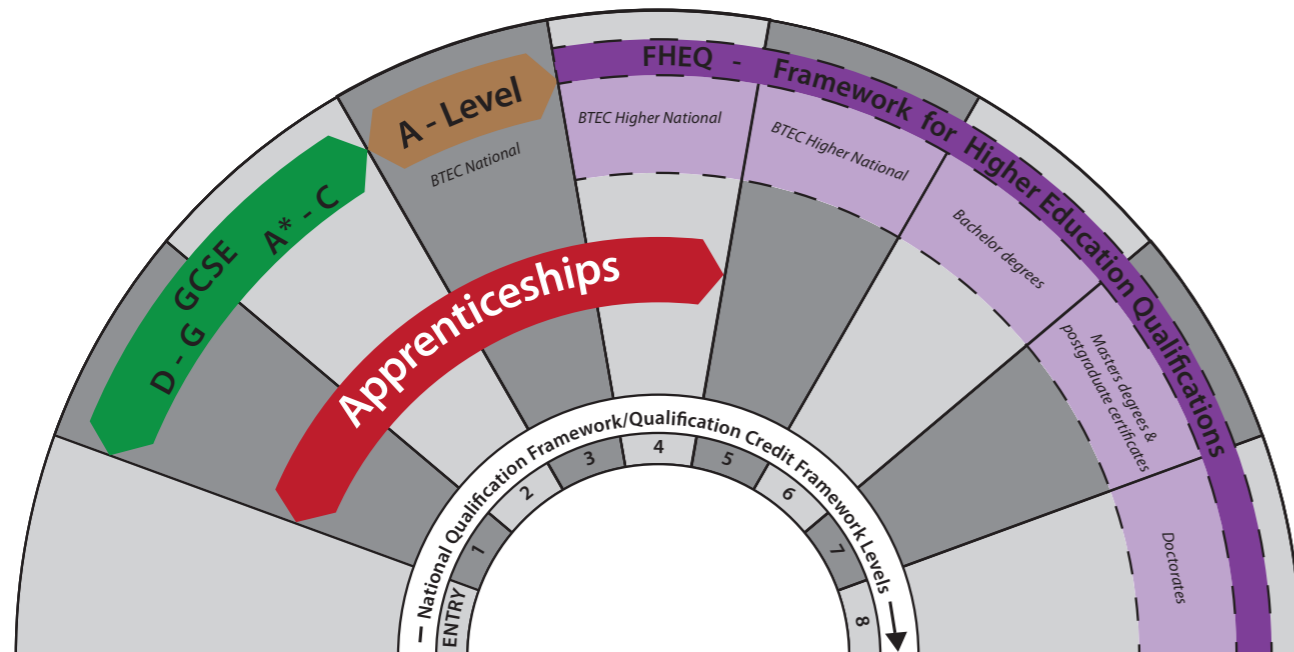 GCSE
D - G
A* - C
A - Level
BTEC National
Apprenticeships
FHEQ - Framework for Higher Education Qualifications
BTEC Higher National
BTEC Higher National
Bachelor degrees
Masters degrees &
postgraduate certificates
Doctorates
National Qualification Framework/Qualification Credit Framework Levels
ENTRY
1
2
3
4
5
6
7
8